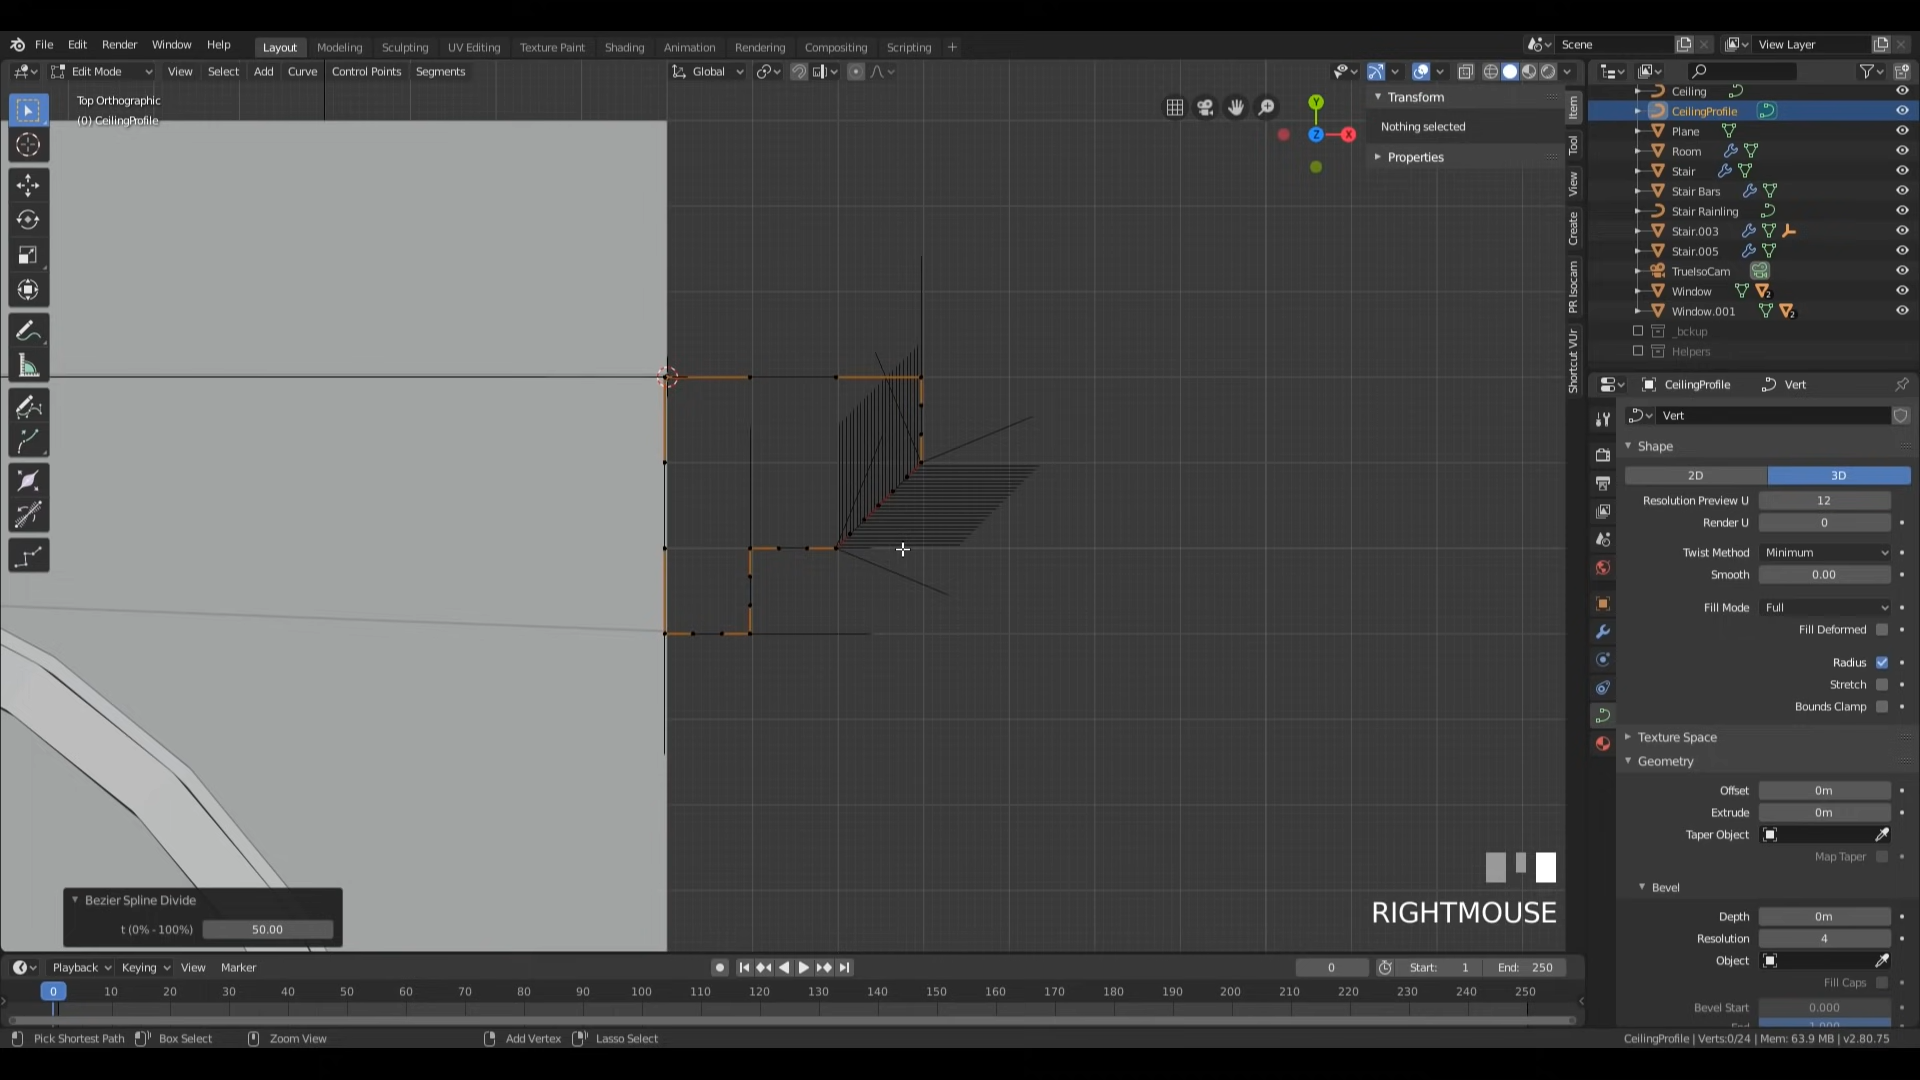 File Edit Render Window Help Layout Modeling Sculpting UV Editing Texture Paint Shading Animation Rendering Compositing Scripting + Scene View Layer
Edit Mode View Select Add Curve Control Points Segments Global
Top Orthographic
(0) CeilingProfile
Y
Z
X
Transform
Nothing selected
Properties
Item
Tool
View
Create
PR Isocam
Shortcut VUr
Ceiling
CeilingProfile
Plane
Room
Stair
Stair Bars
Stair Rainling
Stair.003
Stair.005
TrueIsoCam
Window 2
Window.001 2
_bckup
Helpers
CeilingProfile Vert
Vert
Shape
2D 3D
Resolution Preview U 12
Render U 0
Twist Method Minimum
Smooth 0.00
Fill Mode Full
Fill Deformed
Radius
Stretch
Bounds Clamp
Texture Space
Geometry
Offset 0m
Extrude 0m
Taper Object
Map Taper
Bevel
Depth 0m
Resolution 4
Object
Fill Caps
Bevel Start 0.000
End 1.000
Bezier Spline Divide
t (0% - 100%) 50.00
RIGHTMOUSE
Playback Keying View Marker 0 Start: 1 End: 250
0 10 20 30 40 50 60 70 80 90 100 110 120 130 140 150 160 170 180 190 200 210 220 230 240 250
Pick Shortest Path Box Select Zoom View Add Vertex Lasso Select CeilingProfile | Verts:0/24 | Mem: 63.9 MB | v2.80.75